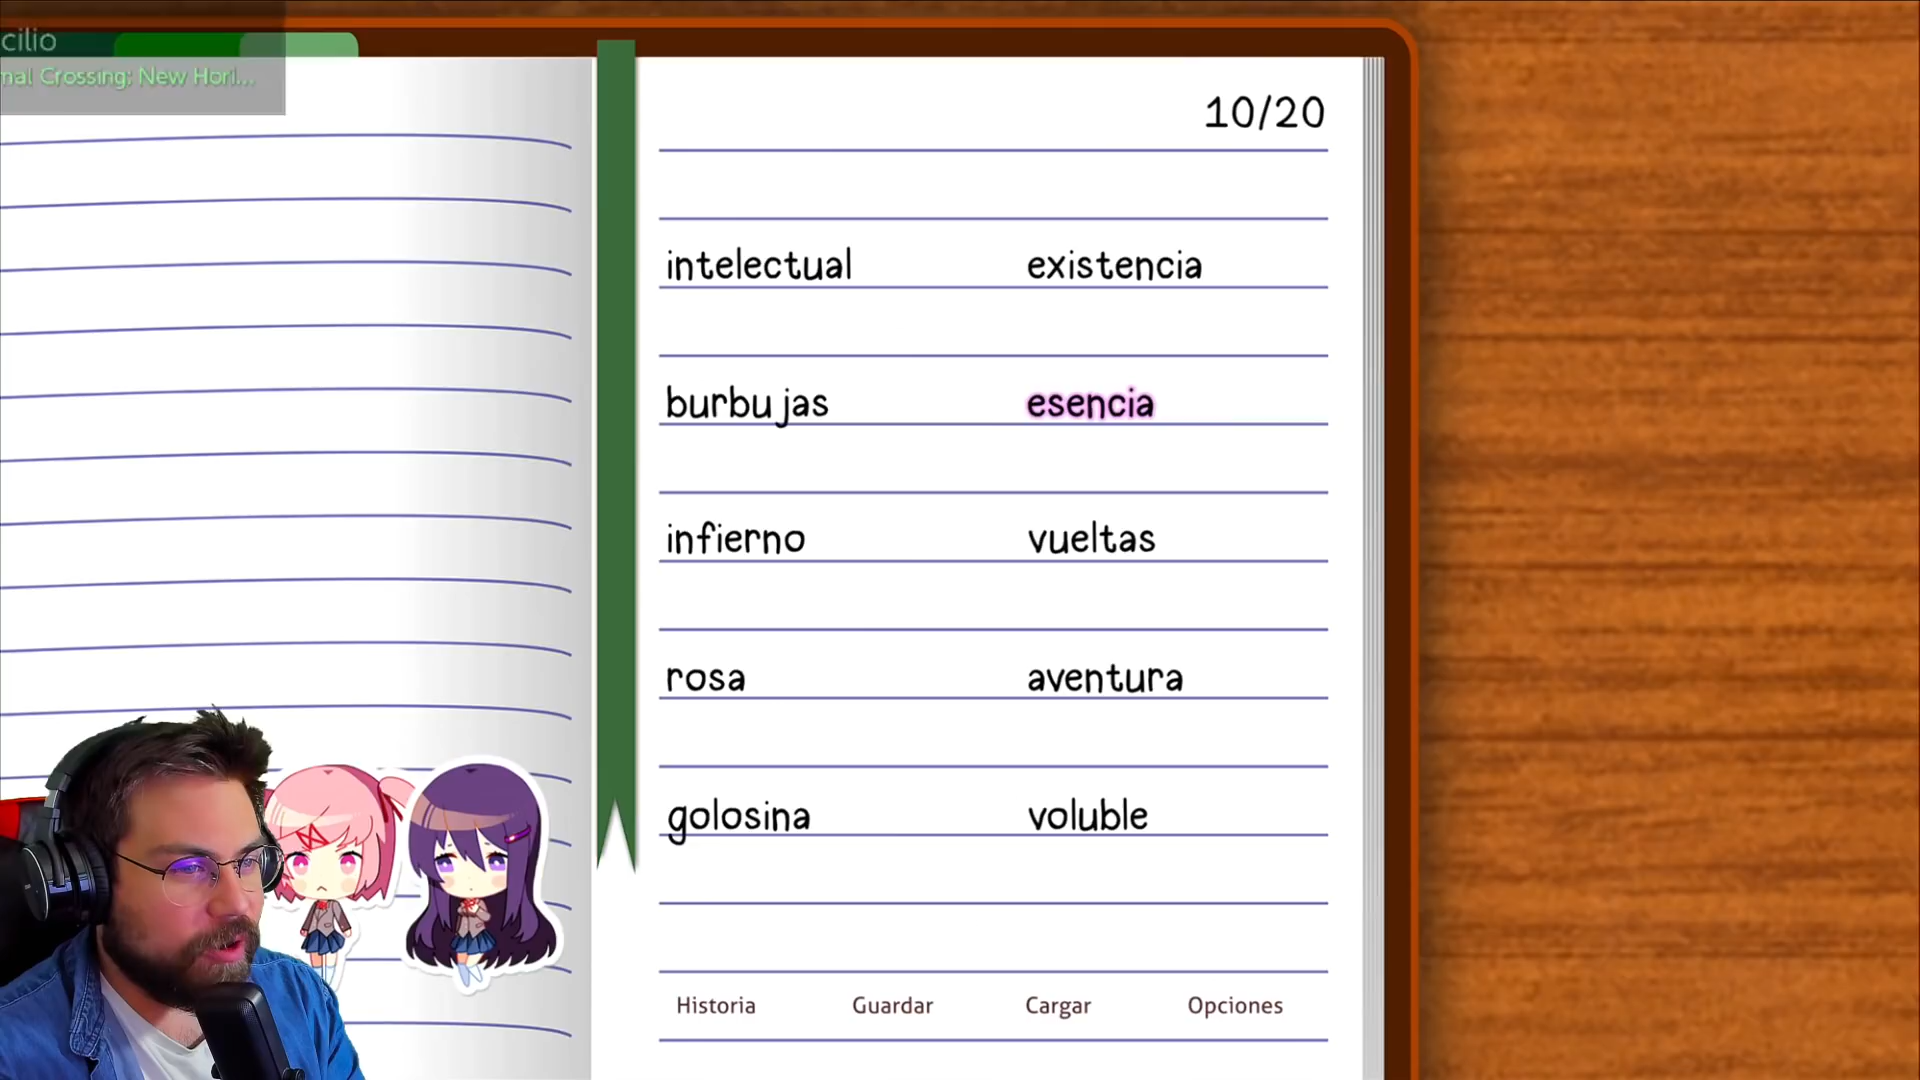 cilio
mal Crossing: New Hori...
10/20
intelectual existencia
burbujas esencia
infierno vueltas
rosa aventura
golosina voluble
Historia Guardar Cargar Opciones